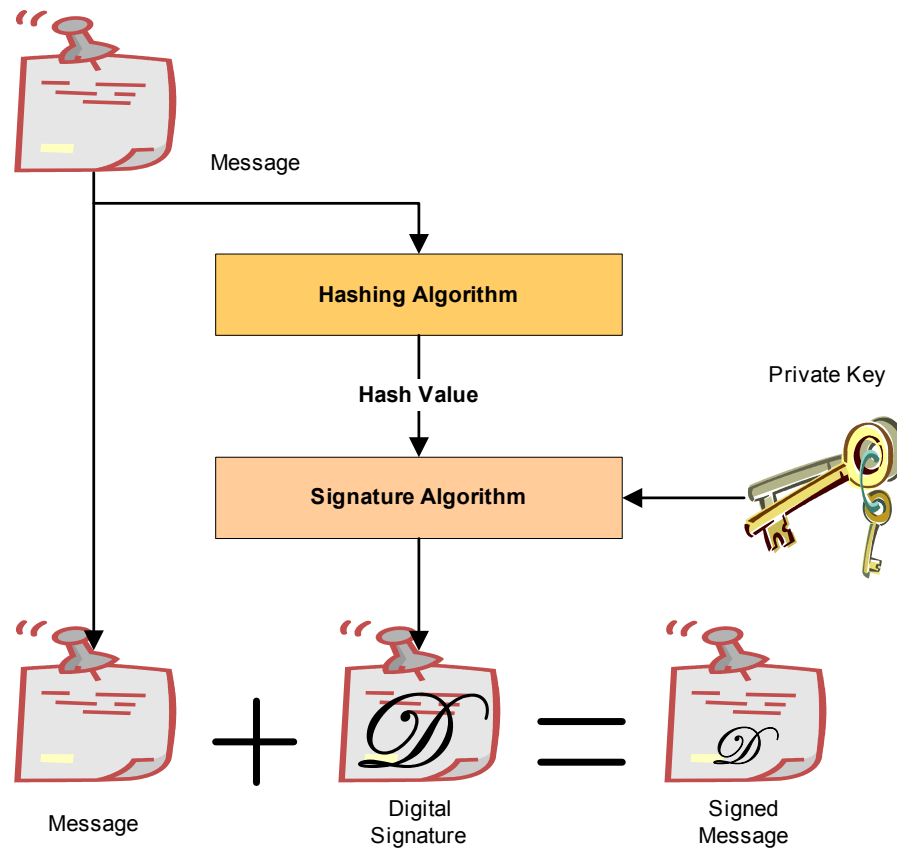 Message
Hashing Algorithm
Hash Value
Private Key
Signature Algorithm
D
D
Message
Digital
Signature
Signed
Message